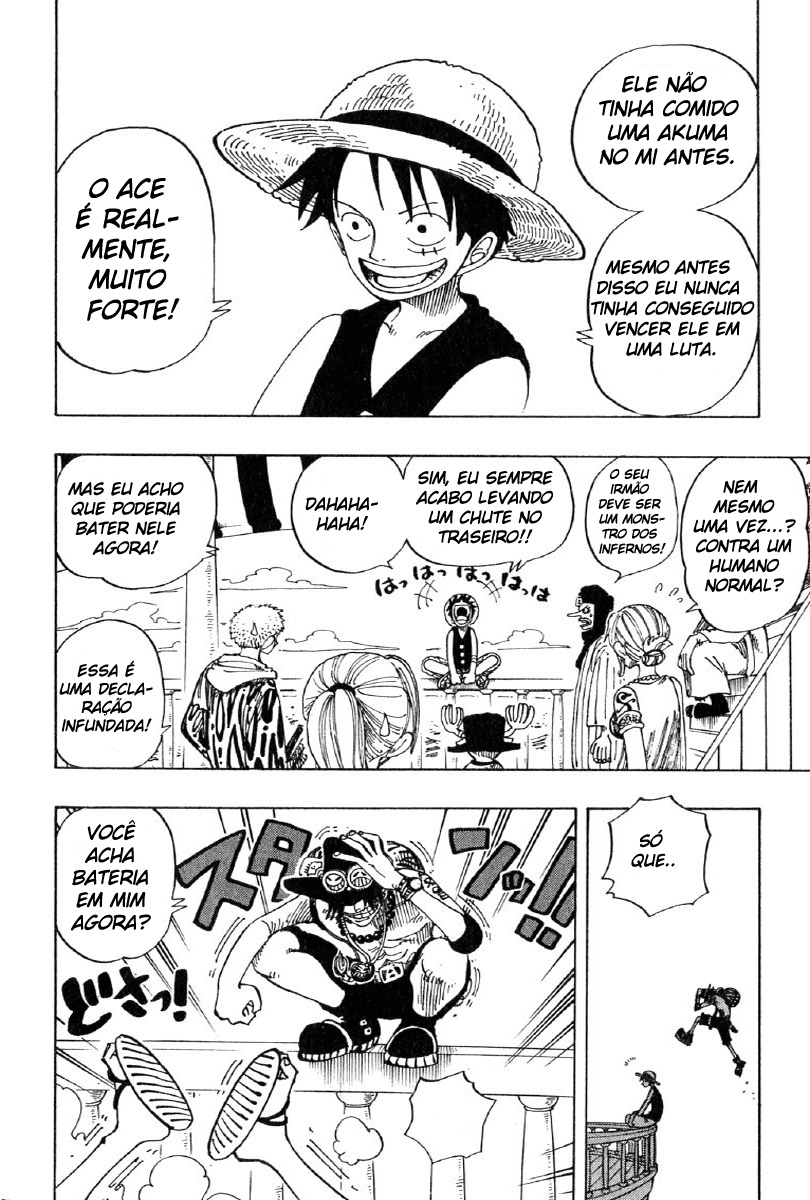 ELE NÃO
TINHA COMIDO
UMA AKUMA
NO MI ANTES.
MESMO ANTES
DISSO EU NUNCA
TINHA CONSEGUIDO
VENCER ELE EM
UMA LUTA.
O ACE
É REAL-
MENTE,
MUITO
FORTE!
NEM
MESMO
UMA VEZ...?
CONTRA UM
HUMANO
NORMAL?
O SEU
IRMÃO
DEVE SER
UM MONS-
TRO DOS
INFERNOS!
SIM, EU SEMPRE
ACABO LEVANDO
UM CHUTE NO
TRASEIRO!!
DAHAHA-
HAHA!
はっはっはっはっは
MAS EU ACHO
QUE PODERIA
BATER NELE
AGORA!
ESSA É
UMA DECLA-
RAÇÃO
INFUNDADA!
SÓ
QUE..
VOCÊ
ACHA
BATERIA
EM MIM
AGORA?
スタンッ!!
どさっ!